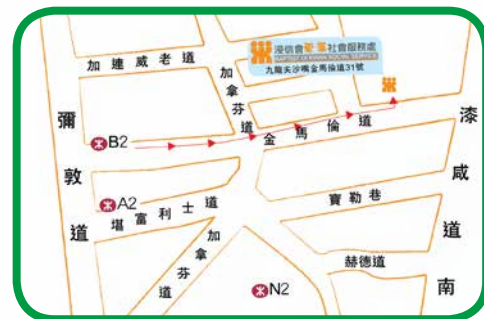 浸信會愛羣社會服務處
BAPTIST OI KWAN SOCIAL SERVICE
九龍尖沙嘴金馬倫道31號
加連威老道
加拿芬道
彌敦道
B2
金馬倫道
漆咸道南
A2
堪富利士道
寶勒巷
加拿芬道
赫德道
N2